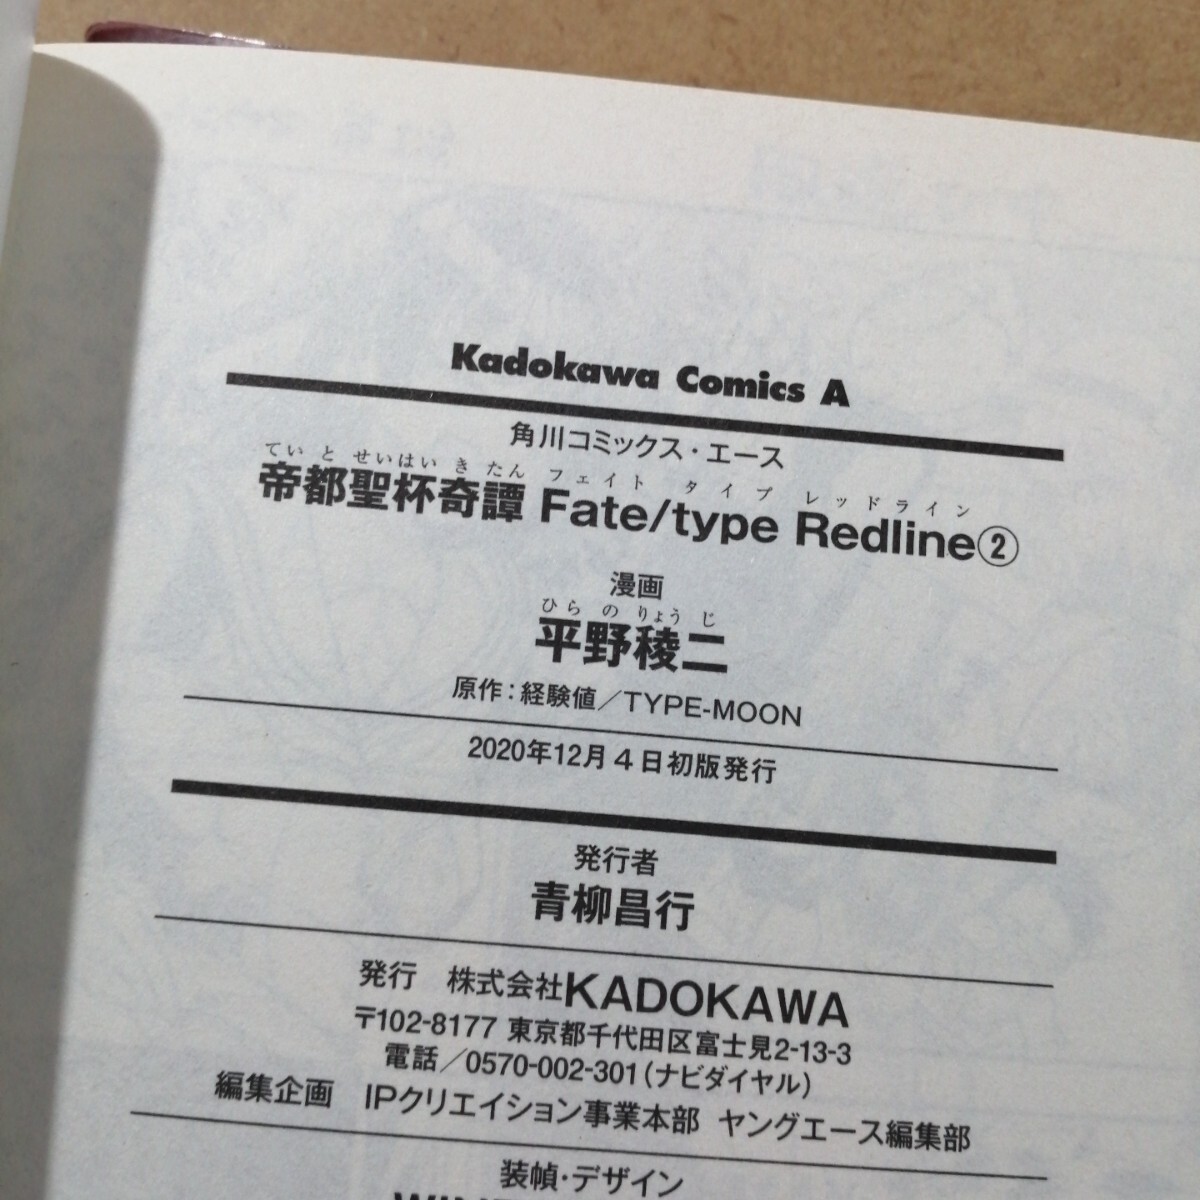 Kadokawa Comics A
角川コミックス・エース
てい と せいはい き たん フェイト タイプ レッドライン
帝都聖杯奇譚 Fate/type Redline②
漫画
ひら の りょう じ
平野稜二
原作：経験値／TYPE-MOON
2020年12月４日初版発行
発行者
青柳昌行
発行　株式会社KADOKAWA
〒102-8177 東京都千代田区富士見2-13-3
電話／0570-002-301（ナビダイヤル）
編集企画　IPクリエイション事業本部 ヤングエース編集部
装幀・デザイン